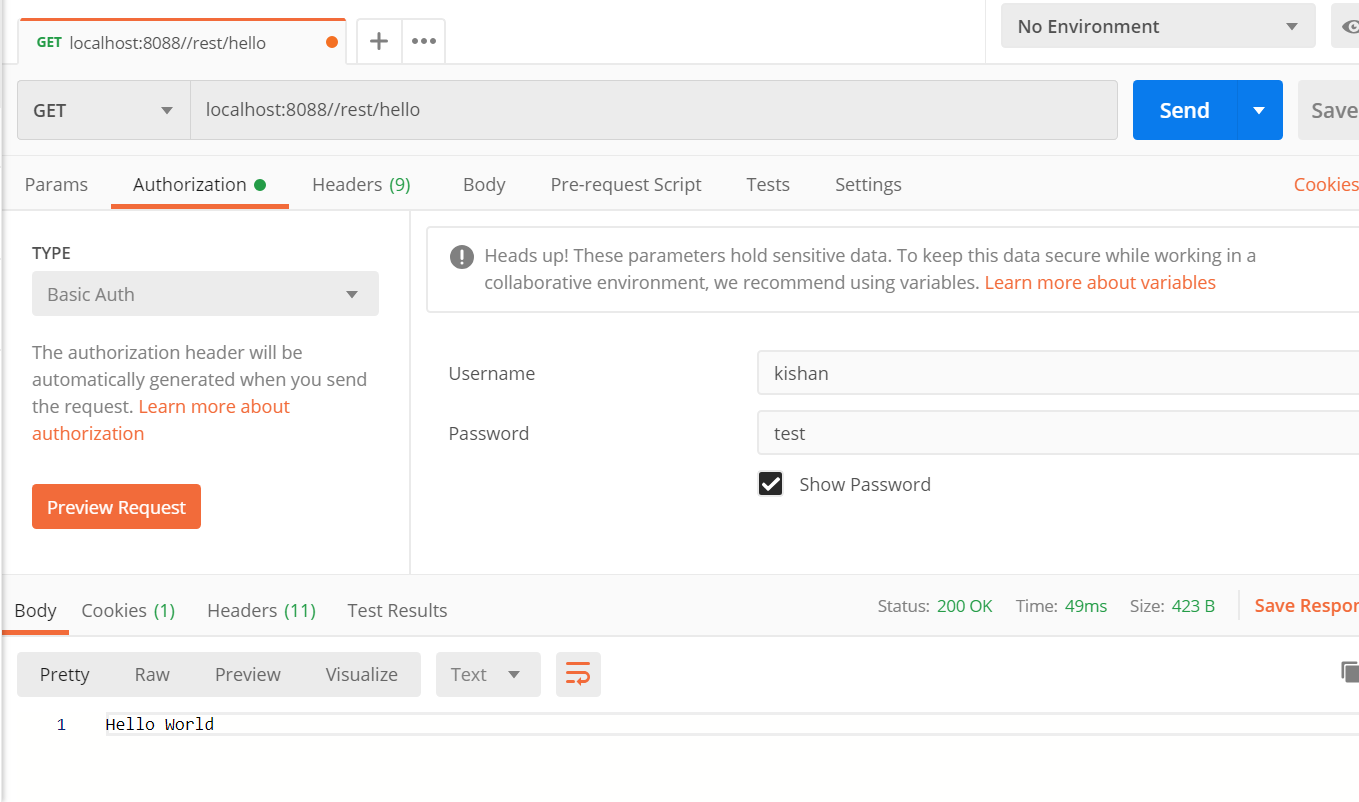 GET localhost:8088//rest/hello
No Environment
GET localhost:8088//rest/hello Send Save
Params Authorization Headers (9) Body Pre-request Script Tests Settings Cookies
TYPE
Basic Auth
The authorization header will be
automatically generated when you send
the request. Learn more about
authorization
Preview Request
Heads up! These parameters hold sensitive data. To keep this data secure while working in a
collaborative environment, we recommend using variables. Learn more about variables
Username kishan
Password test
Show Password
Body Cookies (1) Headers (11) Test Results Status: 200 OK Time: 49ms Size: 423 B Save Respor
Pretty Raw Preview Visualize Text
1 Hello World